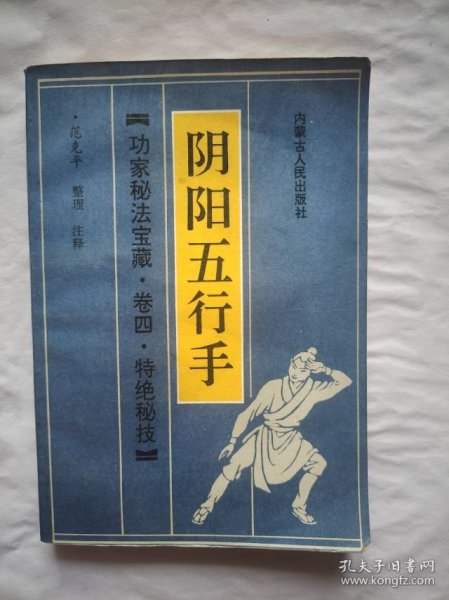 内蒙古人民出版社
阴阳五行手
【功家秘法宝藏·卷四·特绝秘技】
·范克平 整理 注释
孔夫子旧书网
www.kongfz.com